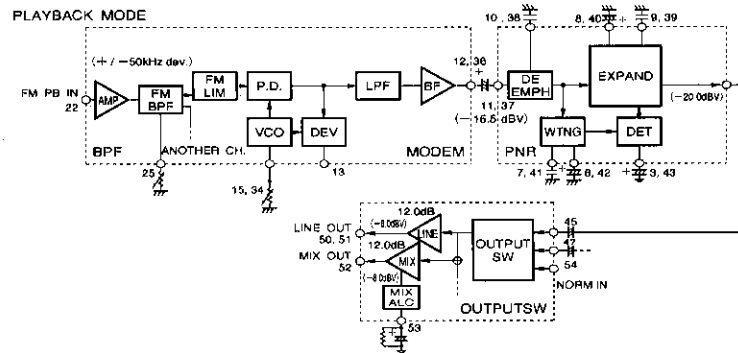 PLAYBACK MODE
10, 38
8, 40
+
9, 39
(+ / −50kHz dev.)
12, 36
+
FM PB IN
22
AMP
FM
BPF
FM
LIM
P.D.
LPF
BF
11, 37
(−16.5 dBV)
DE
EMPH
EXPAND
(−20.0dBV)
VCO
DEV
WTNG
DET
BPF
ANOTHER CH.
MODEM
PNR
25
15, 34
13
7, 41
+
6, 42
+
3, 43
12.0dB
LINE OUT
50, 51
(−8.0dBV)
LINE
12.0dB
MIX OUT
52
(−8.0dBV)
MIX
OUTPUT
SW
45
47
54
NORM IN
MIX
ALC
OUTPUTSW
53